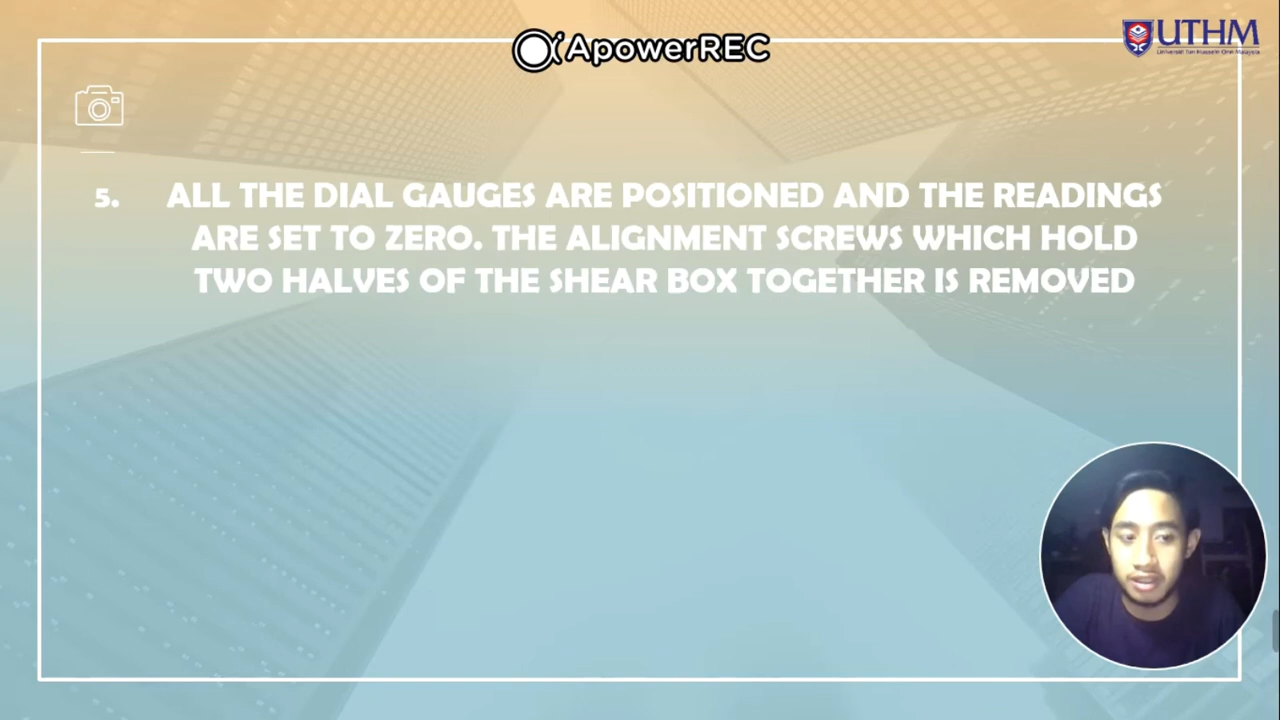 ApowerREC
UTHM
Universiti Tun Hussein Onn Malaysia
5. ALL THE DIAL GAUGES ARE POSITIONED AND THE READINGS
ARE SET TO ZERO. THE ALIGNMENT SCREWS WHICH HOLD
TWO HALVES OF THE SHEAR BOX TOGETHER IS REMOVED